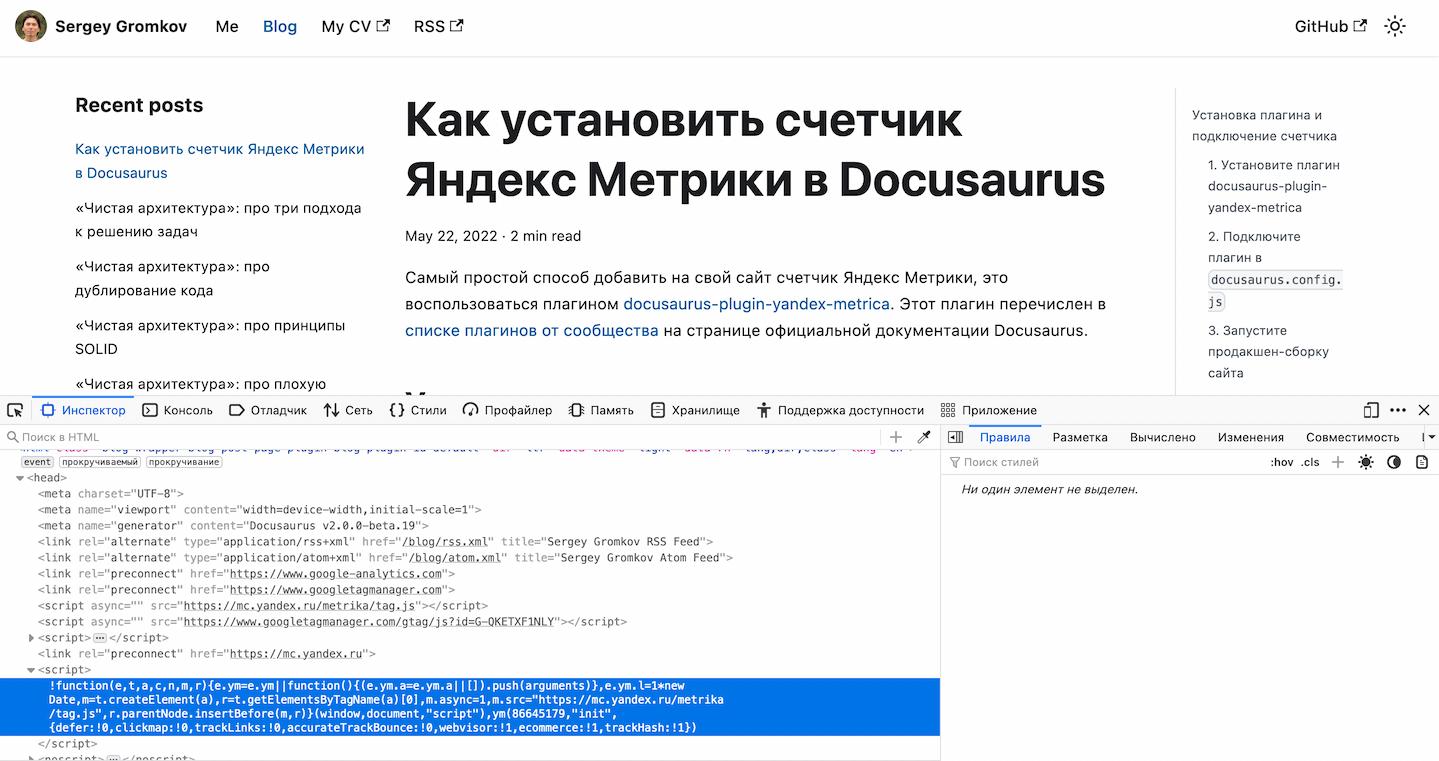 Sergey Gromkov Me Blog My CV RSS GitHub
Recent posts
Как установить счетчик Яндекс Метрики
в Docusaurus
«Чистая архитектура»: про три подхода
к решению задач
«Чистая архитектура»: про
дублирование кода
«Чистая архитектура»: про принципы
SOLID
«Чистая архитектура»: про плохую
Как установить счетчик
Яндекс Метрики в Docusaurus
May 22, 2022 · 2 min read
Самый простой способ добавить на свой сайт счетчик Яндекс Метрики, это
воспользоваться плагином docusaurus-plugin-yandex-metrica. Этот плагин перечислен в
списке плагинов от сообщества на странице официальной документации Docusaurus.
Установка плагина и
подключение счетчика
1. Установите плагин
docusaurus-plugin-
yandex-metrica
2. Подключите
плагин в
docusaurus.config.
js
3. Запустите
продакшен-сборку
сайта
Инспектор Консоль Отладчик Сеть Стили Профайлер Память Хранилище Поддержка доступности Приложение
Поиск в HTML
event прокручиваемый прокручивание
<head>
<meta charset="UTF-8">
<meta name="viewport" content="width=device-width,initial-scale=1">
<meta name="generator" content="Docusaurus v2.0.0-beta.19">
<link rel="alternate" type="application/rss+xml" href="/blog/rss.xml" title="Sergey Gromkov RSS Feed">
<link rel="alternate" type="application/atom+xml" href="/blog/atom.xml" title="Sergey Gromkov Atom Feed">
<link rel="preconnect" href="https://www.google-analytics.com">
<link rel="preconnect" href="https://www.googletagmanager.com">
<script async="" src="https://mc.yandex.ru/metrika/tag.js"></script>
<script async="" src="https://www.googletagmanager.com/gtag/js?id=G-QKETXF1NLY"></script>
<script>⋯</script>
<link rel="preconnect" href="https://mc.yandex.ru">
<script>
!function(e,t,a,c,n,m,r){e.ym=e.ym||function(){(e.ym.a=e.ym.a||[]).push(arguments)},e.ym.l=1*new
Date,m=t.createElement(a),r=t.getElementsByTagName(a)[0],m.async=1,m.src="https://mc.yandex.ru/metrika
/tag.js",r.parentNode.insertBefore(m,r)}(window,document,"script"),ym(86645179,"init",
{defer:!0,clickmap:!0,trackLinks:!0,accurateTrackBounce:!0,webvisor:!1,ecommerce:!1,trackHash:!1})
</script>
Правила Разметка Вычислено Изменения Совместимость
Поиск стилей :hov .cls
Ни один элемент не выделен.